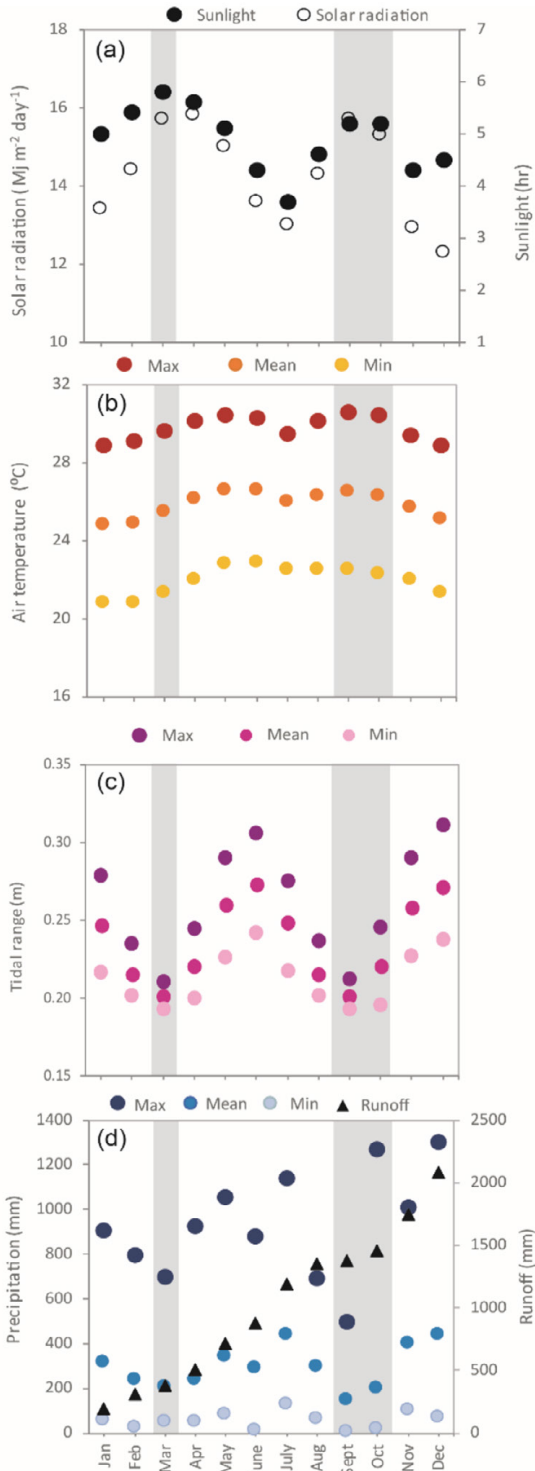 Sunlight Solar radiation
(a)
18 7
16 6
14 5
12 4
10 3
2
1
Solar radiation ( Mj m⁻² day⁻¹)
Sunlight (hr)
Max Mean Min
(b)
32
28
24
20
16
Air temperature (ºC)
Max Mean Min
(c)
0.35
0.30
0.25
0.20
0.15
Tidal range (m)
Max Mean Min Runoff
(d)
1400 2500
1200 2000
1000 1500
800 1000
600 500
400 0
200
0
Precipitation (mm)
Runoff (mm)
Jan Feb Mar Apr May June July Aug Sept Oct Nov Dec